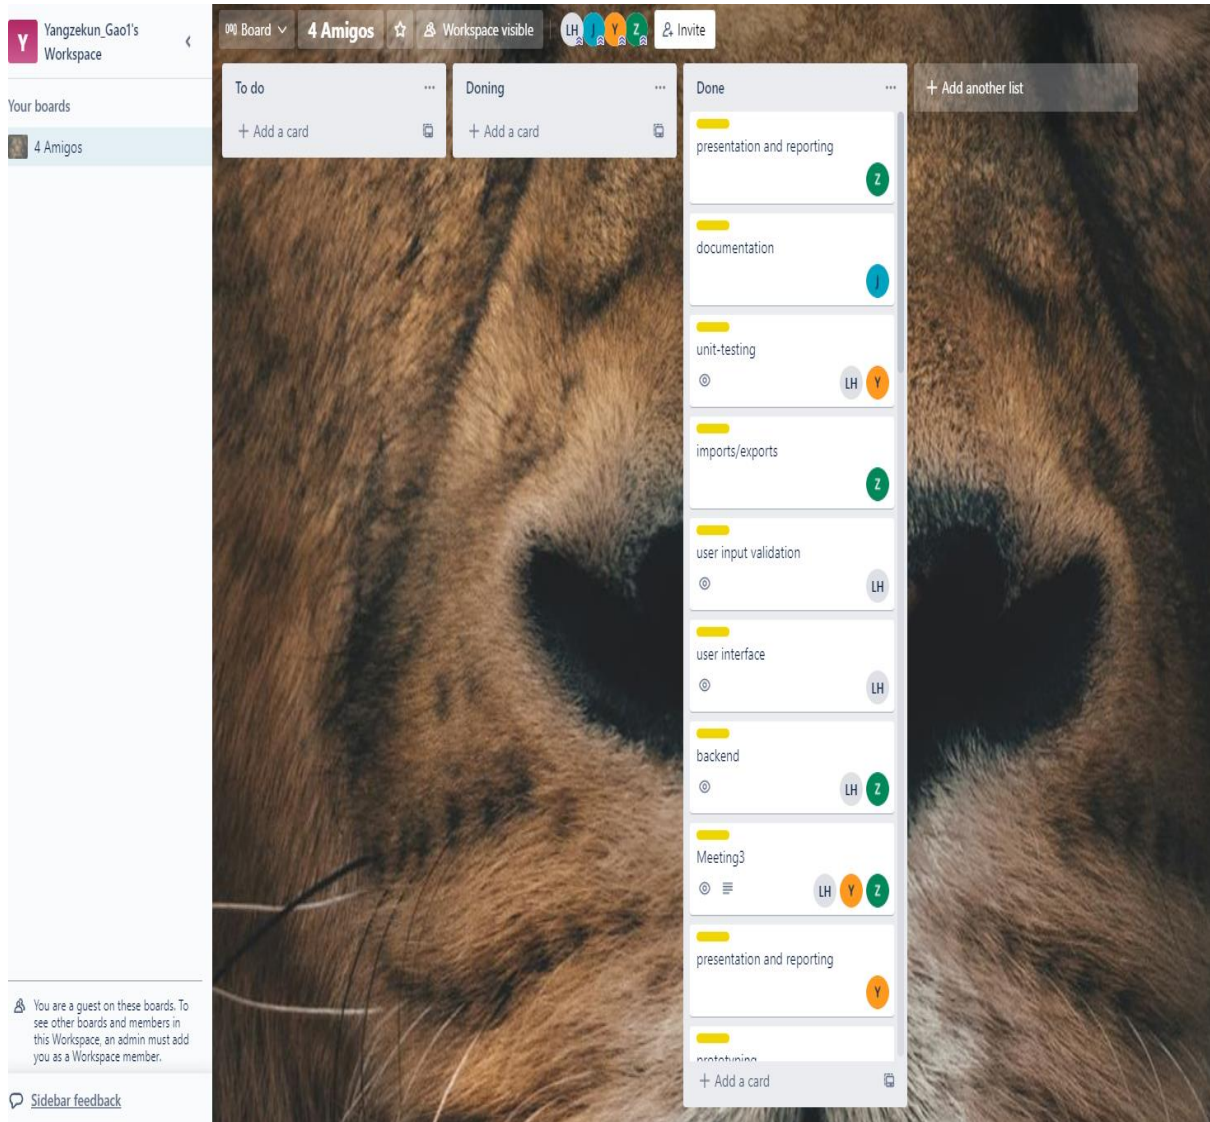 Y
Yangzekun_Gao1's
Workspace
Your boards
4 Amigos
Board
4 Amigos
Workspace visible
LH
J
Y
Z
Invite
To do
+ Add a card
Doning
+ Add a card
Done
presentation and reporting
Z
documentation
J
unit-testing
LH Y
imports/exports
Z
user input validation
LH
user interface
LH
backend
LH Z
Meeting3
LH Y Z
presentation and reporting
Y
prototyping
+ Add a card
+ Add another list
You are a guest on these boards. To
see other boards and members in
this Workspace, an admin must add
you as a Workspace member.
Sidebar feedback